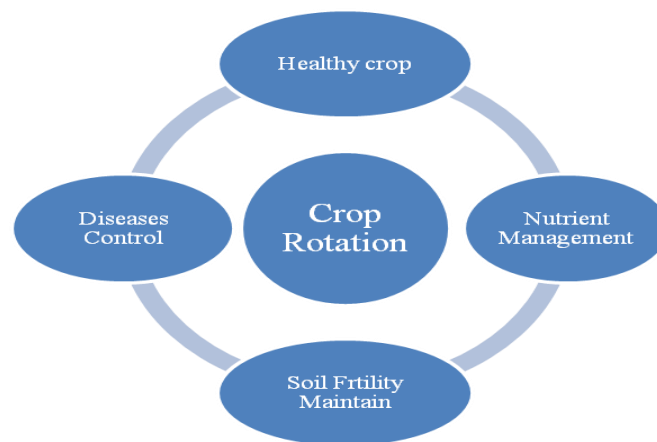 Healthy crop
Diseases
Control
Crop
Rotation
Nutrient
Management
Soil Frtility
Maintain